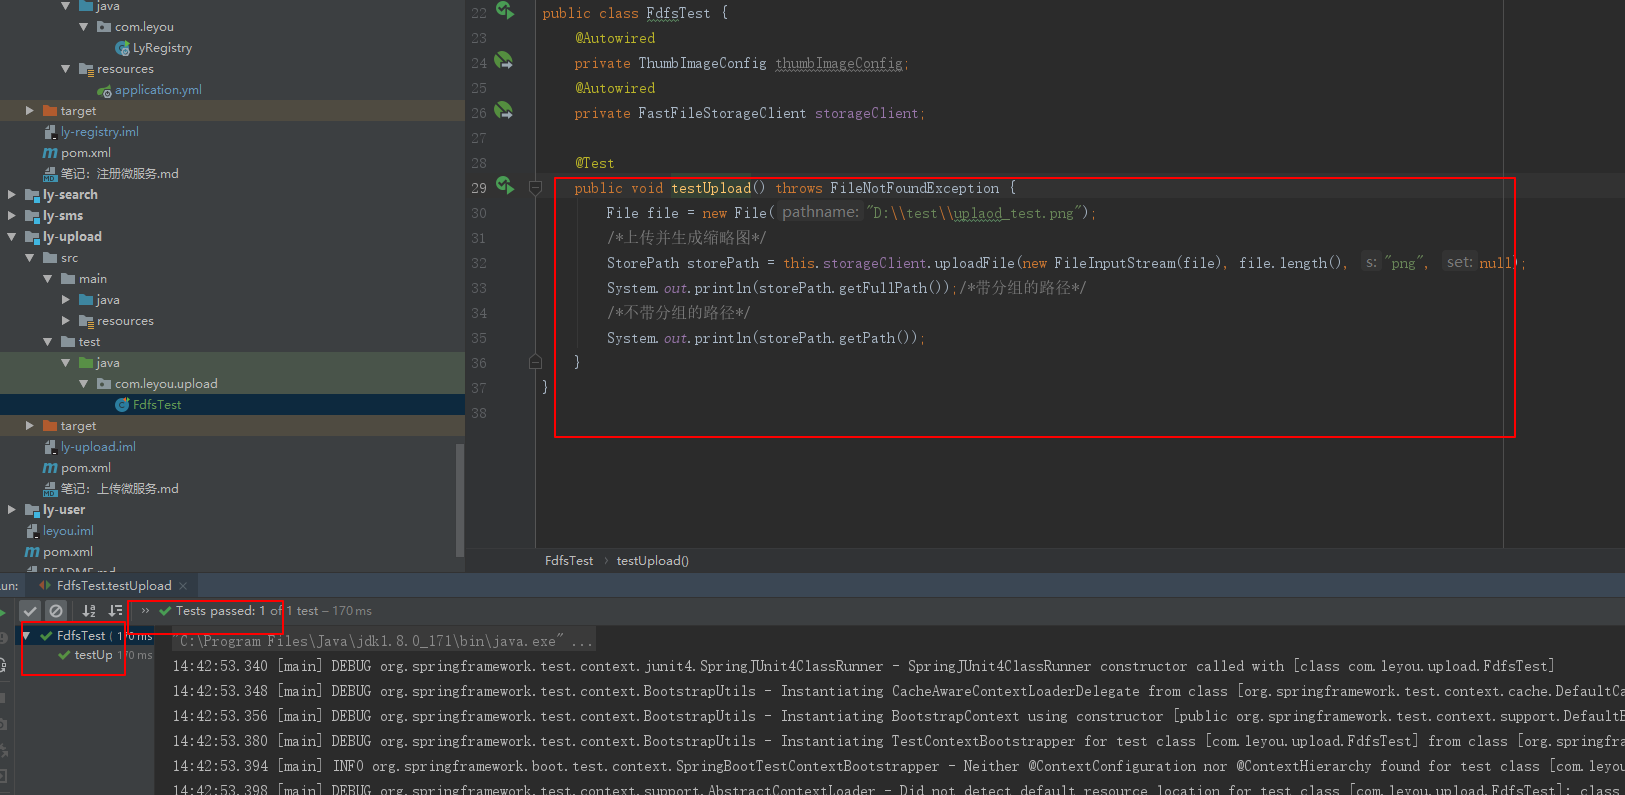 java
com.leyou
LyRegistry
resources
application.yml
target
ly-registry.iml
pom.xml
笔记：注册微服务.md
ly-search
ly-sms
ly-upload
src
main
java
resources
test
java
com.leyou.upload
FdfsTest
target
ly-upload.iml
pom.xml
笔记：上传微服务.md
ly-user
leyou.iml
pom.xml
README.md
22 public class FdfsTest {
23 @Autowired
24 private ThumbImageConfig thumbImageConfig;
25 @Autowired
26 private FastFileStorageClient storageClient;
27
28 @Test
29 public void testUpload() throws FileNotFoundException {
30 File file = new File( pathname: "D:\\test\\uplaod_test.png");
31 /*上传并生成缩略图*/
32 StorePath storePath = this.storageClient.uploadFile(new FileInputStream(file), file.length(), s: "png", set: null);
33 System.out.println(storePath.getFullPath());/*带分组的路径*/
34 /*不带分组的路径*/
35 System.out.println(storePath.getPath());
36 }
37 }
38
FdfsTest › testUpload()
un: FdfsTest.testUpload ×
» Tests passed: 1 of 1 test – 170 ms
FdfsTest ( 170 ms
testUp 170 ms
"C:\Program Files\Java\jdk1.8.0_171\bin\java.exe" ...
14:42:53.340 [main] DEBUG org.springframework.test.context.junit4.SpringJUnit4ClassRunner - SpringJUnit4ClassRunner constructor called with [class com.leyou.upload.FdfsTest]
14:42:53.348 [main] DEBUG org.springframework.test.context.BootstrapUtils - Instantiating CacheAwareContextLoaderDelegate from class [org.springframework.test.context.cache.DefaultCa
14:42:53.356 [main] DEBUG org.springframework.test.context.BootstrapUtils - Instantiating BootstrapContext using constructor [public org.springframework.test.context.support.DefaultB
14:42:53.380 [main] DEBUG org.springframework.test.context.BootstrapUtils - Instantiating TestContextBootstrapper for test class [com.leyou.upload.FdfsTest] from class [org.springfram
14:42:53.394 [main] INFO org.springframework.boot.test.context.SpringBootTestContextBootstrapper - Neither @ContextConfiguration nor @ContextHierarchy found for test class [com.leyou
14:42:53.398 [main] DEBUG org.springframework.test.context.support.AbstractContextLoader - Did not detect default resource location for test class [com.leyou.upload.FdfsTest]: class